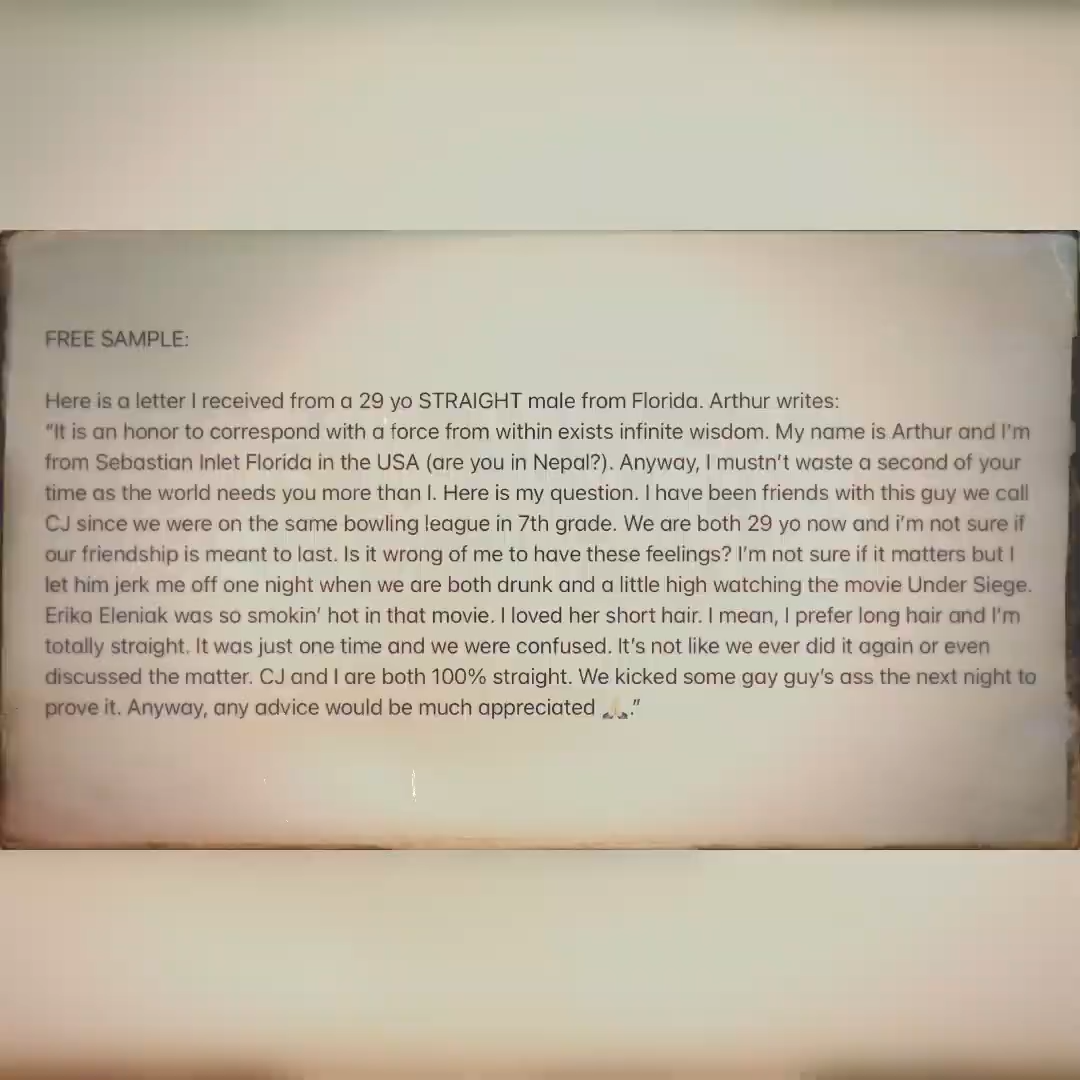 FREE SAMPLE:
Here is a letter I received from a 29 yo STRAIGHT male from Florida. Arthur writes:
“It is an honor to correspond with a force from within exists infinite wisdom. My name is Arthur and I’m
from Sebastian Inlet Florida in the USA (are you in Nepal?). Anyway, I mustn’t waste a second of your
time as the world needs you more than I. Here is my question. I have been friends with this guy we call
CJ since we were on the same bowling league in 7th grade. We are both 29 yo now and i’m not sure if
our friendship is meant to last. Is it wrong of me to have these feelings? I’m not sure if it matters but I
let him jerk me off one night when we are both drunk and a little high watching the movie Under Siege.
Erika Eleniak was so smokin’ hot in that movie. I loved her short hair. I mean, I prefer long hair and I’m
totally straight. It was just one time and we were confused. It’s not like we ever did it again or even
discussed the matter. CJ and I are both 100% straight. We kicked some gay guy’s ass the next night to
prove it. Anyway, any advice would be much appreciated 🙏.”